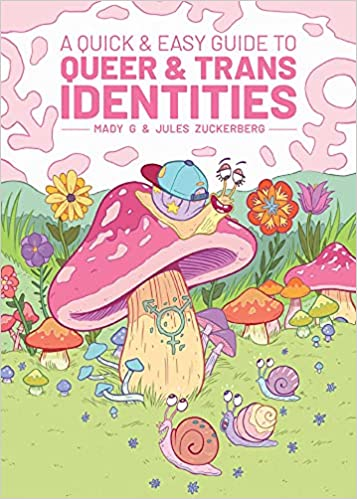 A QUICK & EASY GUIDE TO
QUEER & TRANS
IDENTITIES
MADY G & JULES ZUCKERBERG